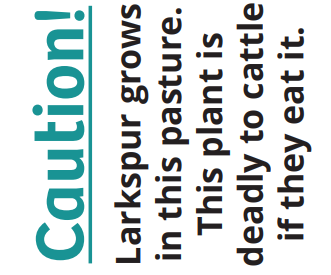 Caution!
Larkspur grows
in this pasture.
This plant is
deadly to cattle
if they eat it.